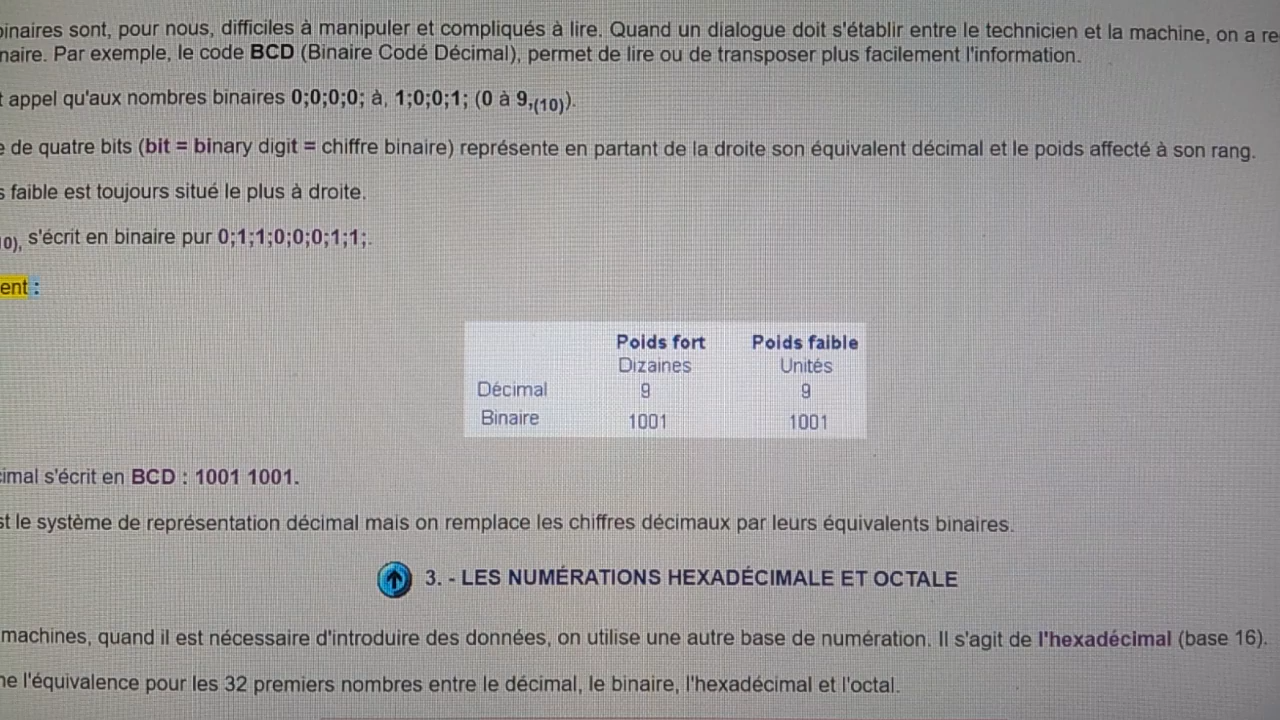 binaires sont, pour nous, difficiles à manipuler et compliqués à lire. Quand un dialogue doit s'établir entre le technicien et la machine, on a re
naire. Par exemple, le code BCD (Binaire Codé Décimal), permet de lire ou de transposer plus facilement l'information.
t appel qu'aux nombres binaires 0;0;0;0; à, 1;0;0;1; (0 à 9,(10)).
e de quatre bits (bit = binary digit = chiffre binaire) représente en partant de la droite son équivalent décimal et le poids affecté à son rang.
s faible est toujours situé le plus à droite.
10), s'écrit en binaire pur 0;1;1;0;0;0;1;1;.
ent :
Poids fort Poids faible
Dizaines Unités
Décimal 9 9
Binaire 1001 1001
cimal s'écrit en BCD : 1001 1001.
st le système de représentation décimal mais on remplace les chiffres décimaux par leurs équivalents binaires.
3. - LES NUMÉRATIONS HEXADÉCIMALE ET OCTALE
machines, quand il est nécessaire d'introduire des données, on utilise une autre base de numération. Il s'agit de l'hexadécimal (base 16).
ne l'équivalence pour les 32 premiers nombres entre le décimal, le binaire, l'hexadécimal et l'octal.